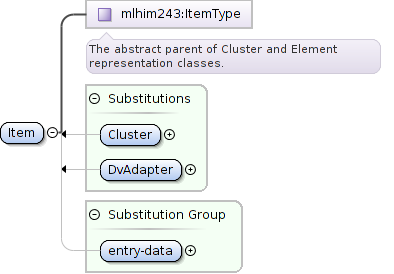 mlhim243:ItemType
The abstract parent of Cluster and Element
representation classes.
Substitutions
Item
Cluster
DvAdapter
Substitution Group
entry-data